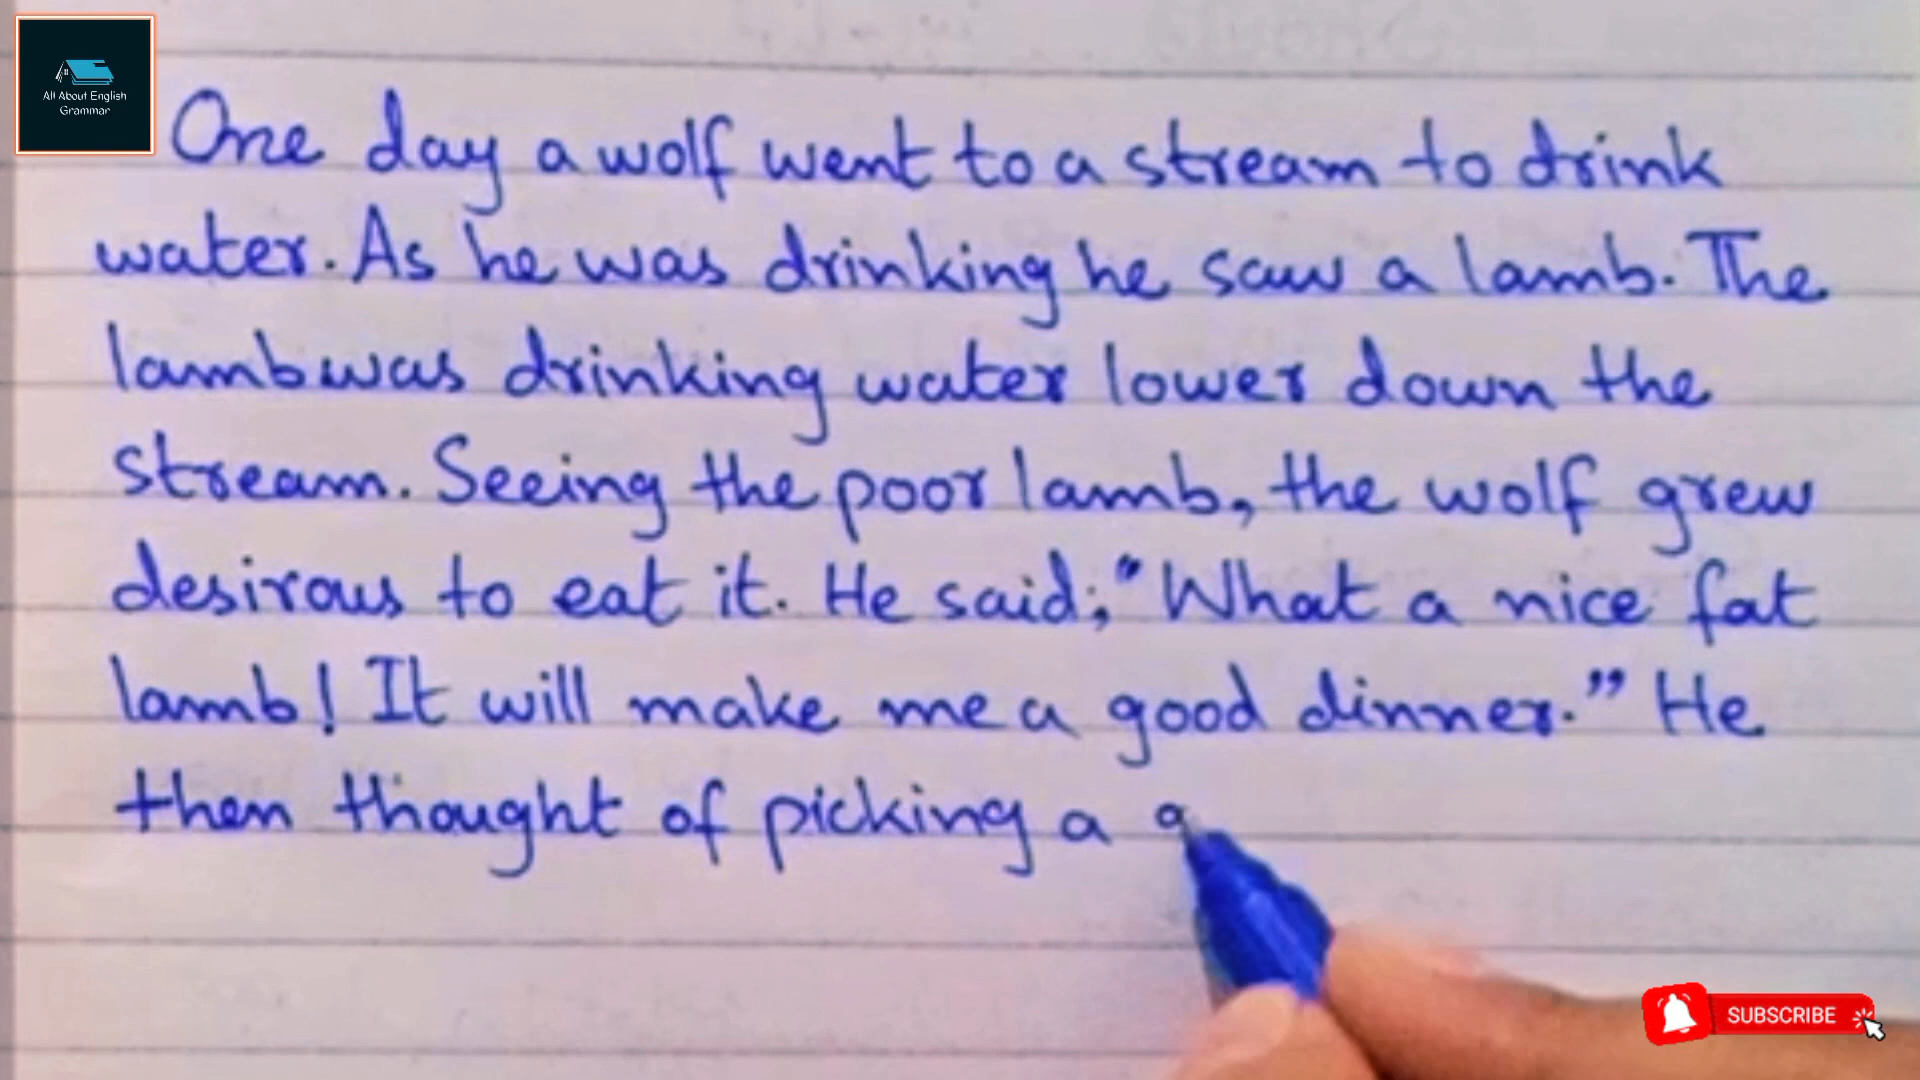 All About English
Grammar
One day a wolf went to a stream to drink
water. As he was drinking he saw a lamb. The
lamb was drinking water lower down the
stream. Seeing the poor lamb, the wolf grew
desirous to eat it. He said; "What a nice fat
lamb! It will make me a good dinner." He
then thought of picking a
SUBSCRIBE